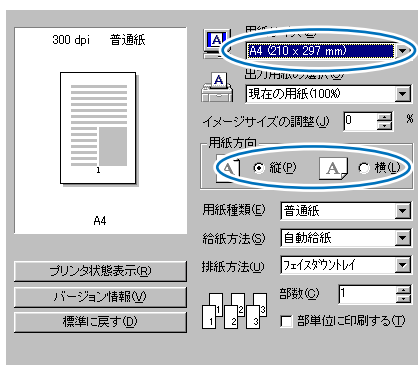 300 dpi 普通紙
1
A4
プリンタ状態表示(R)
バージョン情報(V)
標準に戻す(D)
A
A4 (210 x 297 mm)
A
出力用紙の選択(O)
現在の用紙(100%)
イメージサイズの調整(J) 0 %
用紙方向
A 縦(P) A 横(L)
用紙種類(E) 普通紙
給紙方法(S) 自動給紙
排紙方法(U) フェイスダウントレイ
部数(C) 1
1 2 3 1 2 3
部単位に印刷する(T)